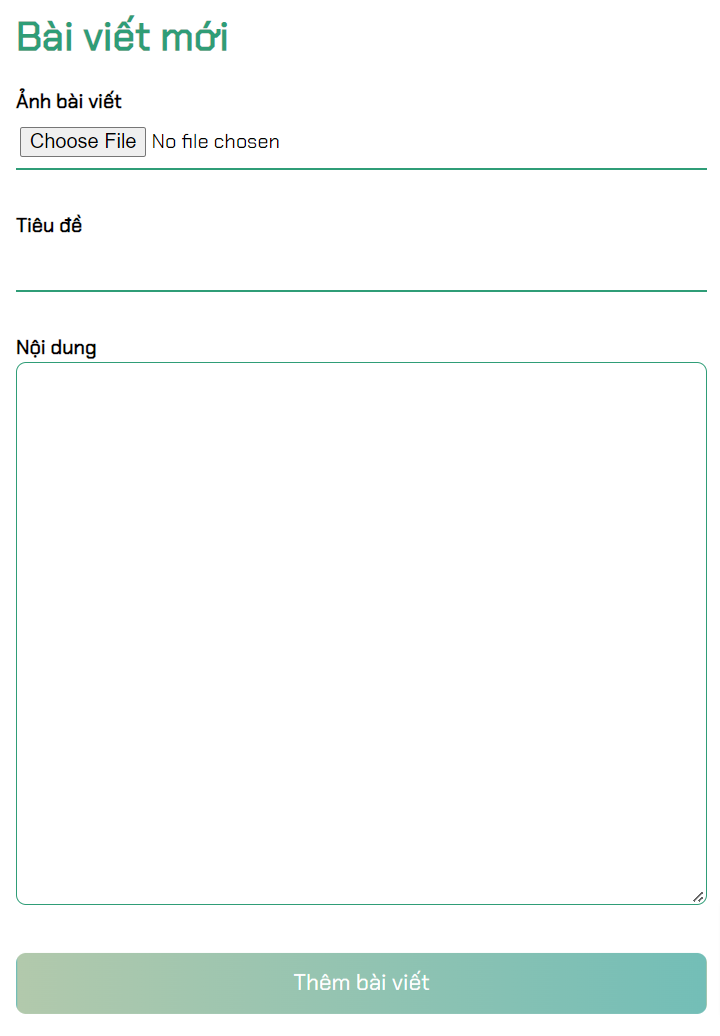 Bài viết mới
Ảnh bài viết
Choose File No file chosen
Tiêu đề
Nội dung
Thêm bài viết